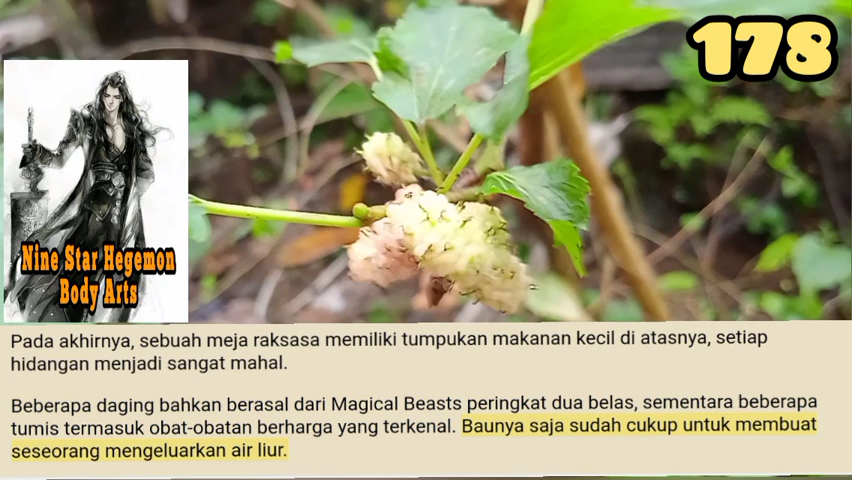 178
Nine Star Hegemon
Body Arts
Pada akhirnya, sebuah meja raksasa memiliki tumpukan makanan kecil di atasnya, setiap
hidangan menjadi sangat mahal.
Beberapa daging bahkan berasal dari Magical Beasts peringkat dua belas, sementara beberapa
tumis termasuk obat-obatan berharga yang terkenal. Baunya saja sudah cukup untuk membuat
seseorang mengeluarkan air liur.